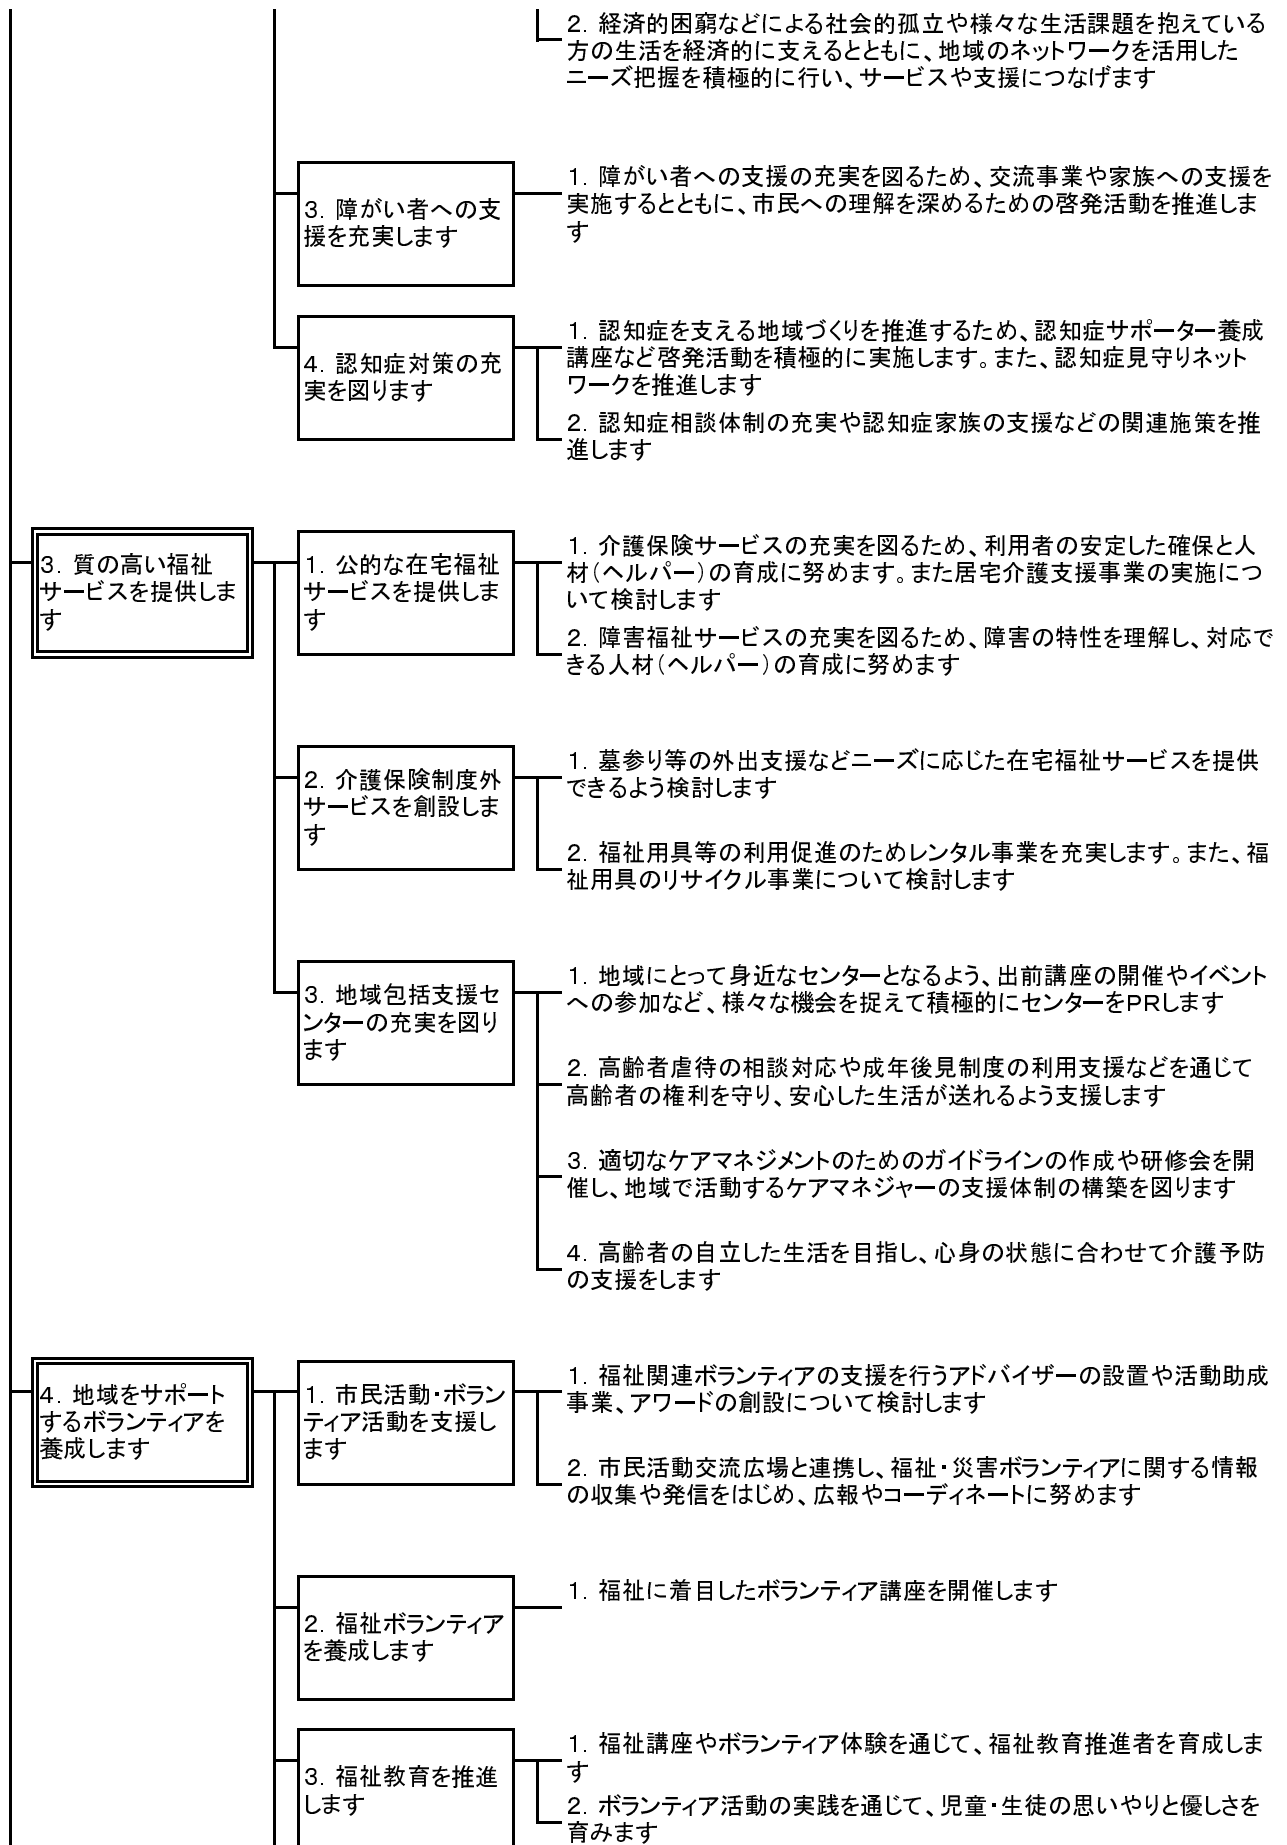 2. 経済的困窮などによる社会的孤立や様々な生活課題を抱えている
方の生活を経済的に支えるとともに、地域のネットワークを活用した
ニーズ把握を積極的に行い、サービスや支援につなげます
3. 障がい者への支
援を充実します
1. 障がい者への支援の充実を図るため、交流事業や家族への支援を
実施するとともに、市民への理解を深めるための啓発活動を推進しま
す
4. 認知症対策の充
実を図ります
1. 認知症を支える地域づくりを推進するため、認知症サポーター養成
講座など啓発活動を積極的に実施します。また、認知症見守りネット
ワークを推進します
2. 認知症相談体制の充実や認知症家族の支援などの関連施策を推
進します
3. 質の高い福祉
サービスを提供しま
す
1. 公的な在宅福祉
サービスを提供しま
す
1. 介護保険サービスの充実を図るため、利用者の安定した確保と人
材(ヘルパー)の育成に努めます。また居宅介護支援事業の実施につ
いて検討します
2. 障害福祉サービスの充実を図るため、障害の特性を理解し、対応で
きる人材(ヘルパー)の育成に努めます
2. 介護保険制度外
サービスを創設しま
す
1. 墓参り等の外出支援などニーズに応じた在宅福祉サービスを提供
できるよう検討します
2. 福祉用具等の利用促進のためレンタル事業を充実します。また、福
祉用具のリサイクル事業について検討します
3. 地域包括支援セ
ンターの充実を図り
ます
1. 地域にとって身近なセンターとなるよう、出前講座の開催やイベント
への参加など、様々な機会を捉えて積極的にセンターをPRします
2. 高齢者虐待の相談対応や成年後見制度の利用支援などを通じて
高齢者の権利を守り、安心した生活が送れるよう支援します
3. 適切なケアマネジメントのためのガイドラインの作成や研修会を開
催し、地域で活動するケアマネジャーの支援体制の構築を図ります
4. 高齢者の自立した生活を目指し、心身の状態に合わせて介護予防
の支援をします
4. 地域をサポート
するボランティアを
養成します
1. 市民活動・ボラン
ティア活動を支援し
ます
1. 福祉関連ボランティアの支援を行うアドバイザーの設置や活動助成
事業、アワードの創設について検討します
2. 市民活動交流広場と連携し、福祉・災害ボランティアに関する情報
の収集や発信をはじめ、広報やコーディネートに努めます
2. 福祉ボランティア
を養成します
1. 福祉に着目したボランティア講座を開催します
3. 福祉教育を推進
します
1. 福祉講座やボランティア体験を通じて、福祉教育推進者を育成しま
す
2. ボランティア活動の実践を通じて、児童・生徒の思いやりと優しさを
育みます